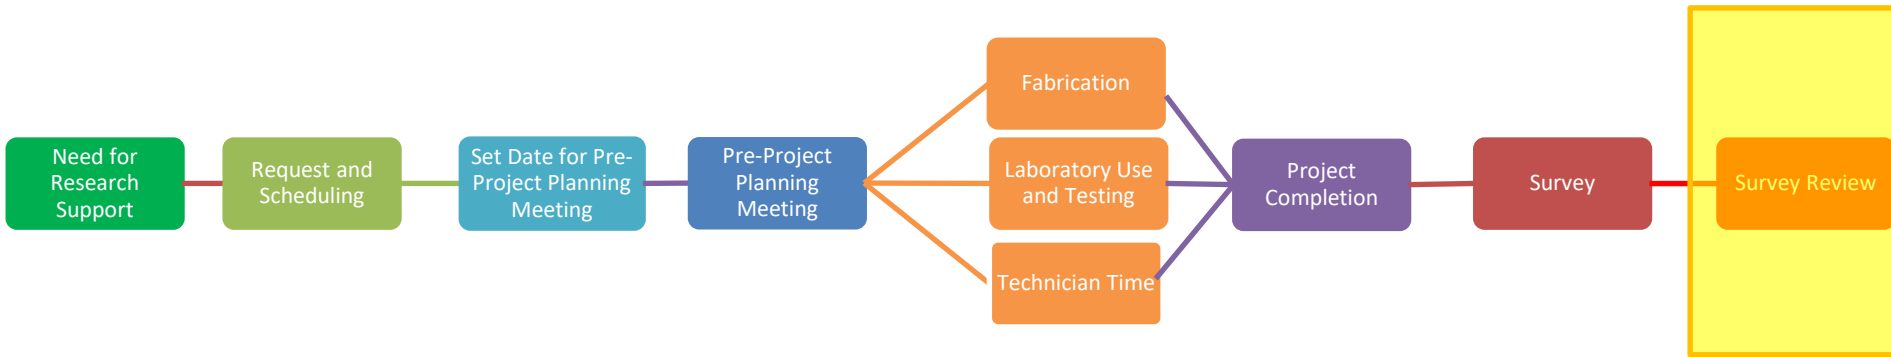 Need for
Research
Support
Request and
Scheduling
Set Date for Pre-
Project Planning
Meeting
Pre-Project
Planning
Meeting
Fabrication
Laboratory Use
and Testing
Technician Time
Project
Completion
Survey
Survey Review